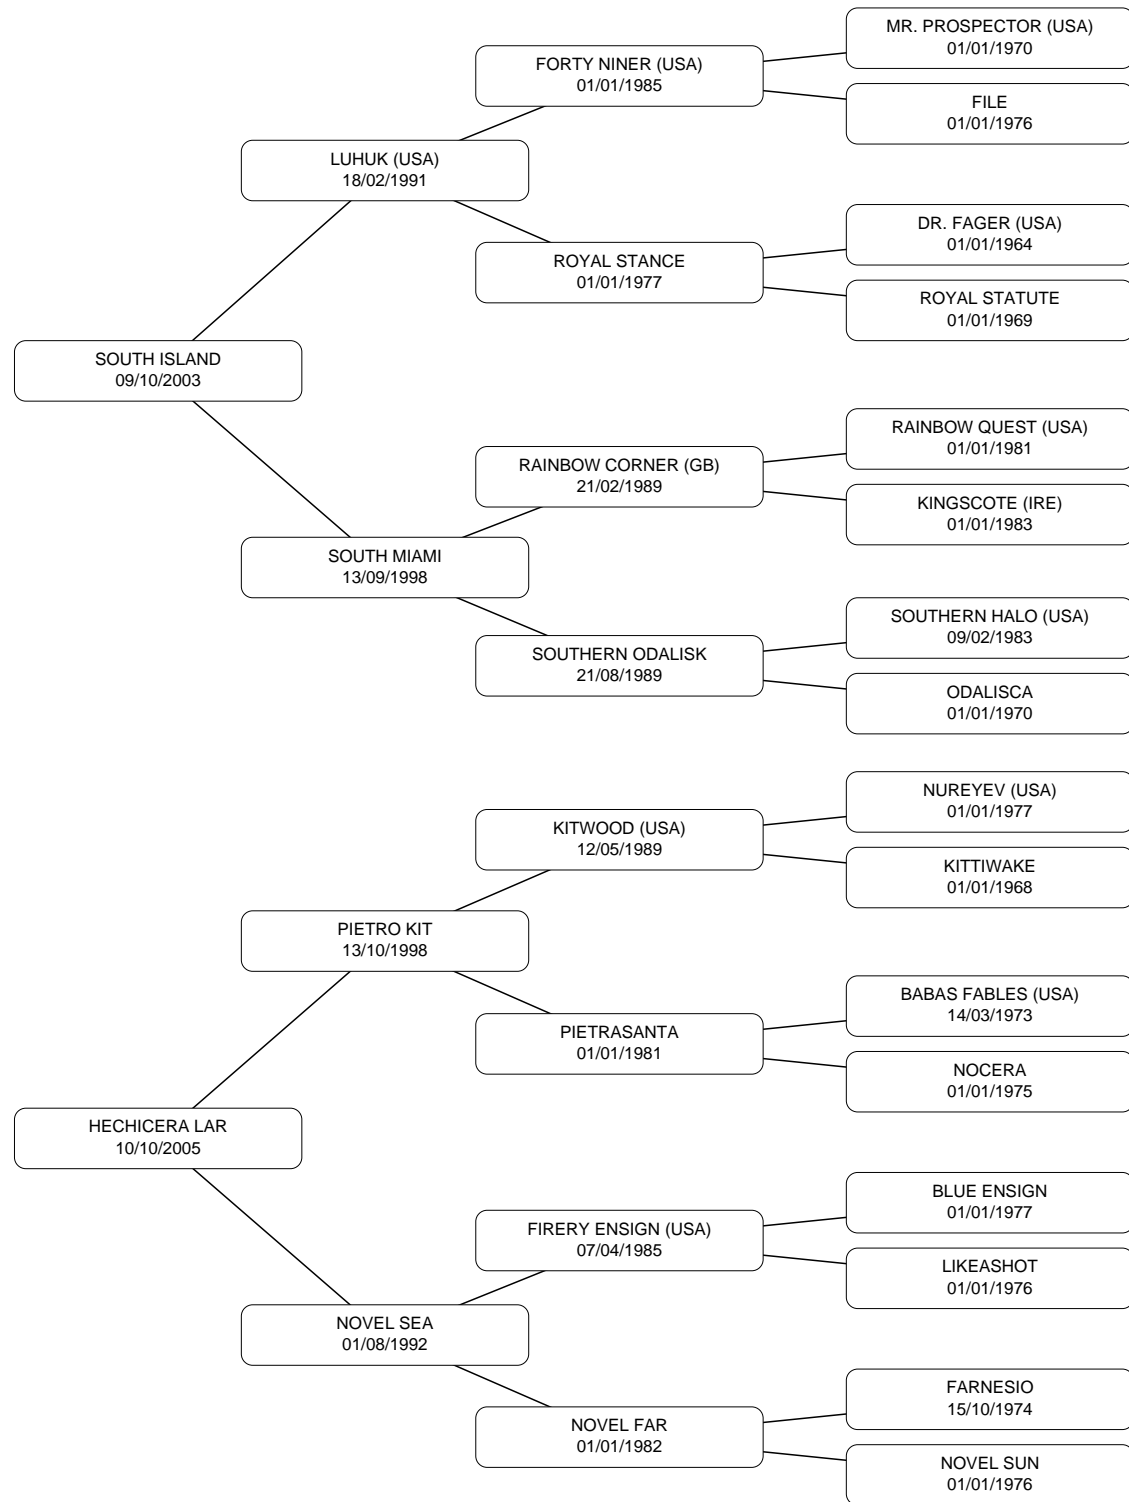 MR. PROSPECTOR (USA)
01/01/1970
FORTY NINER (USA)
01/01/1985
FILE
01/01/1976
LUHUK (USA)
18/02/1991
DR. FAGER (USA)
01/01/1964
ROYAL STANCE
01/01/1977
ROYAL STATUTE
01/01/1969
SOUTH ISLAND
09/10/2003
RAINBOW QUEST (USA)
01/01/1981
RAINBOW CORNER (GB)
21/02/1989
KINGSCOTE (IRE)
01/01/1983
SOUTH MIAMI
13/09/1998
SOUTHERN HALO (USA)
09/02/1983
SOUTHERN ODALISK
21/08/1989
ODALISCA
01/01/1970
NUREYEV (USA)
01/01/1977
KITWOOD (USA)
12/05/1989
KITTIWAKE
01/01/1968
PIETRO KIT
13/10/1998
BABAS FABLES (USA)
14/03/1973
PIETRASANTA
01/01/1981
NOCERA
01/01/1975
HECHICERA LAR
10/10/2005
BLUE ENSIGN
01/01/1977
FIRERY ENSIGN (USA)
07/04/1985
LIKEASHOT
01/01/1976
NOVEL SEA
01/08/1992
FARNESIO
15/10/1974
NOVEL FAR
01/01/1982
NOVEL SUN
01/01/1976